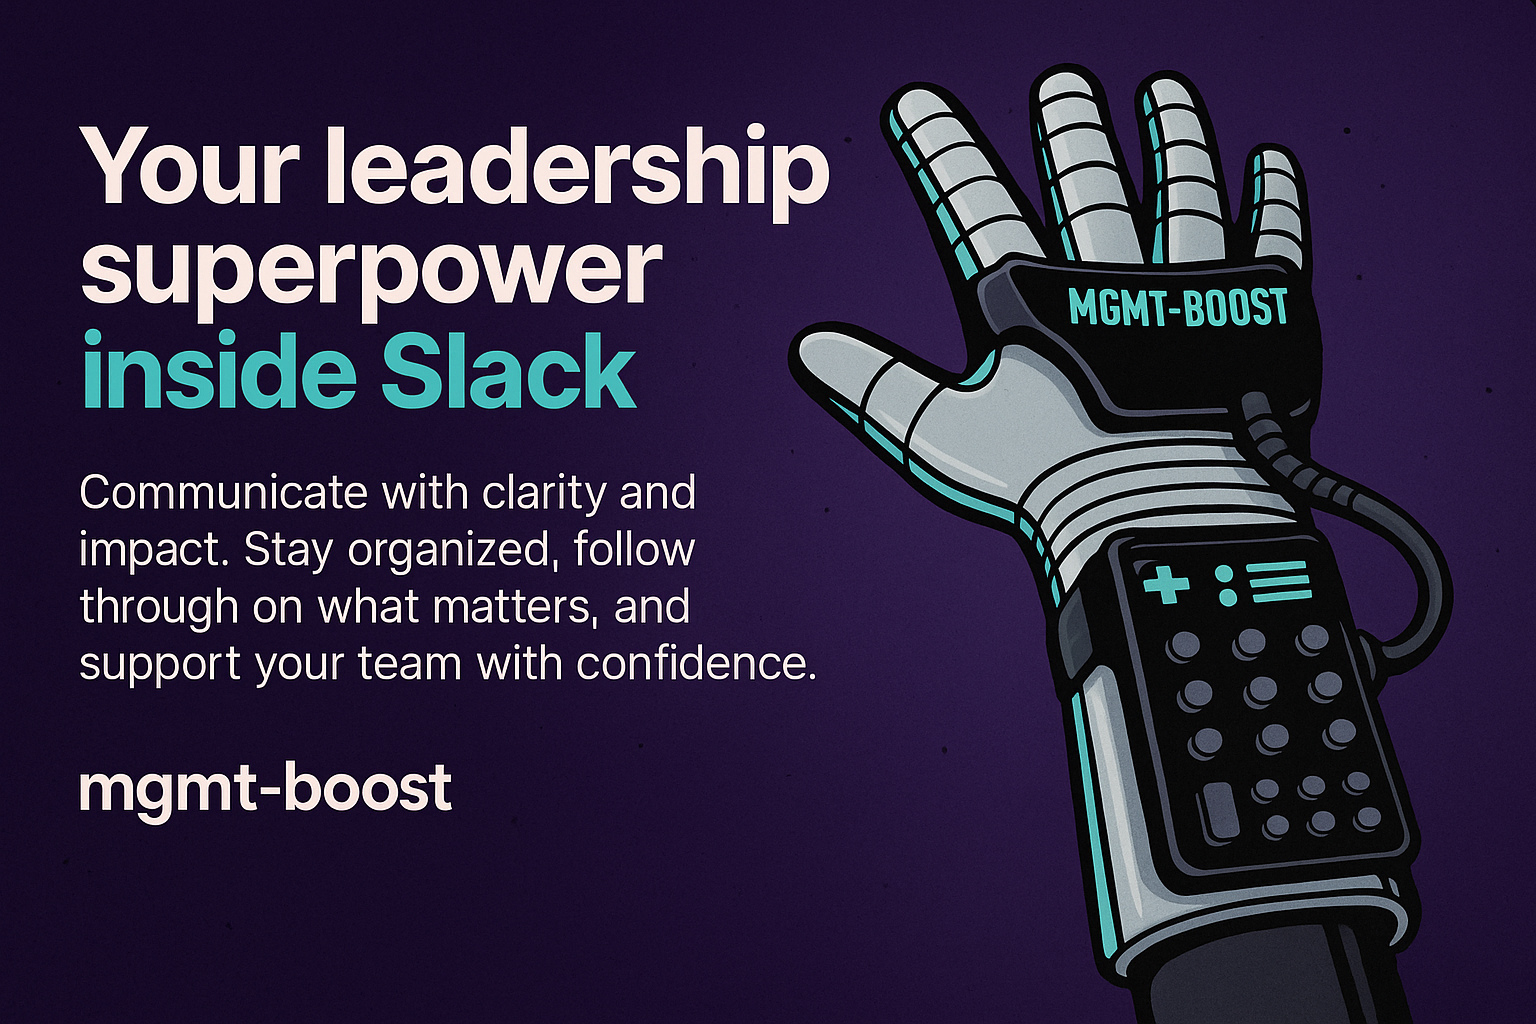 Your leadership
superpower
inside Slack
Communicate with clarity and
impact. Stay organized, follow
through on what matters, and
support your team with confidence.
mgmt-boost
MGMT-BOOST